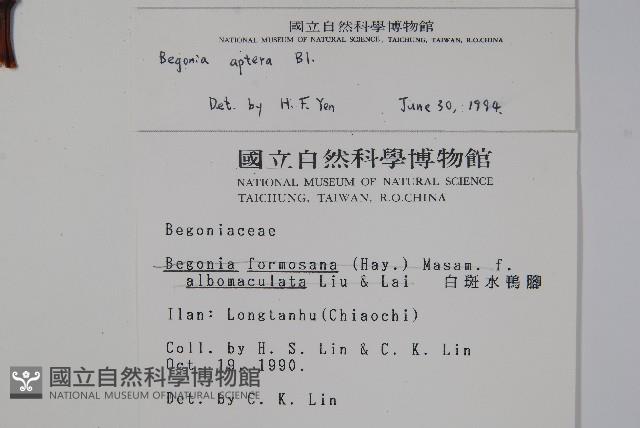 國立自然科學博物館
NATIONAL MUSEUM OF NATURAL SCIENCE, TAICHUNG, TAIWAN, R.O.CHINA
Begonia aptera Bl.
Det. by H. F. Yen June 30, 1994.
國立自然科學博物館
NATIONAL MUSEUM OF NATURAL SCIENCE
TAICHUNG, TAIWAN, R.O.CHINA
Begoniaceae
Begonia formosana (Hay.) Masam. f.
albomaculata Liu & Lai 白斑水鴨腳
Ilan: Longtanhu(Chiaochi)
Coll. by H. S. Lin & C. K. Lin
Oct. 19, 1990.
Det. by C. K. Lin
國立自然科學博物館
NATIONAL MUSEUM OF NATURAL SCIENCE